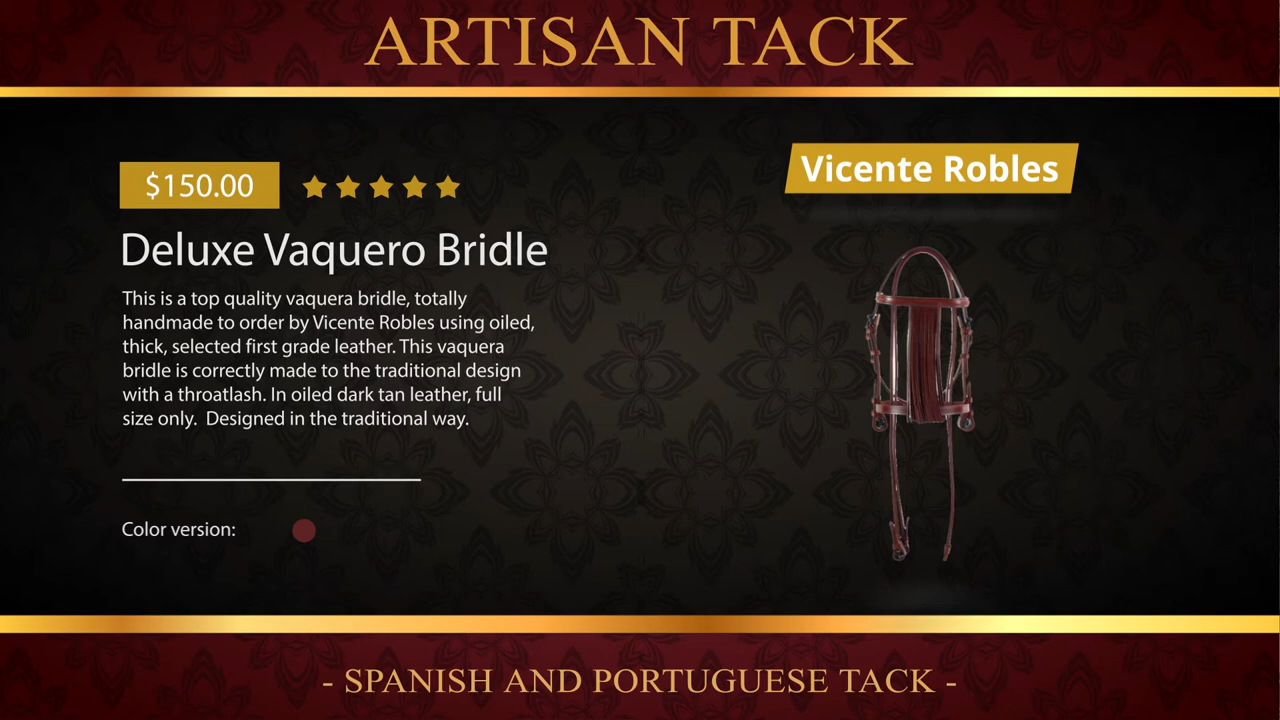 ARTISAN TACK
$150.00
Vicente Robles
Deluxe Vaquero Bridle
This is a top quality vaquera bridle, totally
handmade to order by Vicente Robles using oiled,
thick, selected first grade leather. This vaquera
bridle is correctly made to the traditional design
with a throatlash. In oiled dark tan leather, full
size only.  Designed in the traditional way.
Color version:
- SPANISH AND PORTUGUESE TACK -